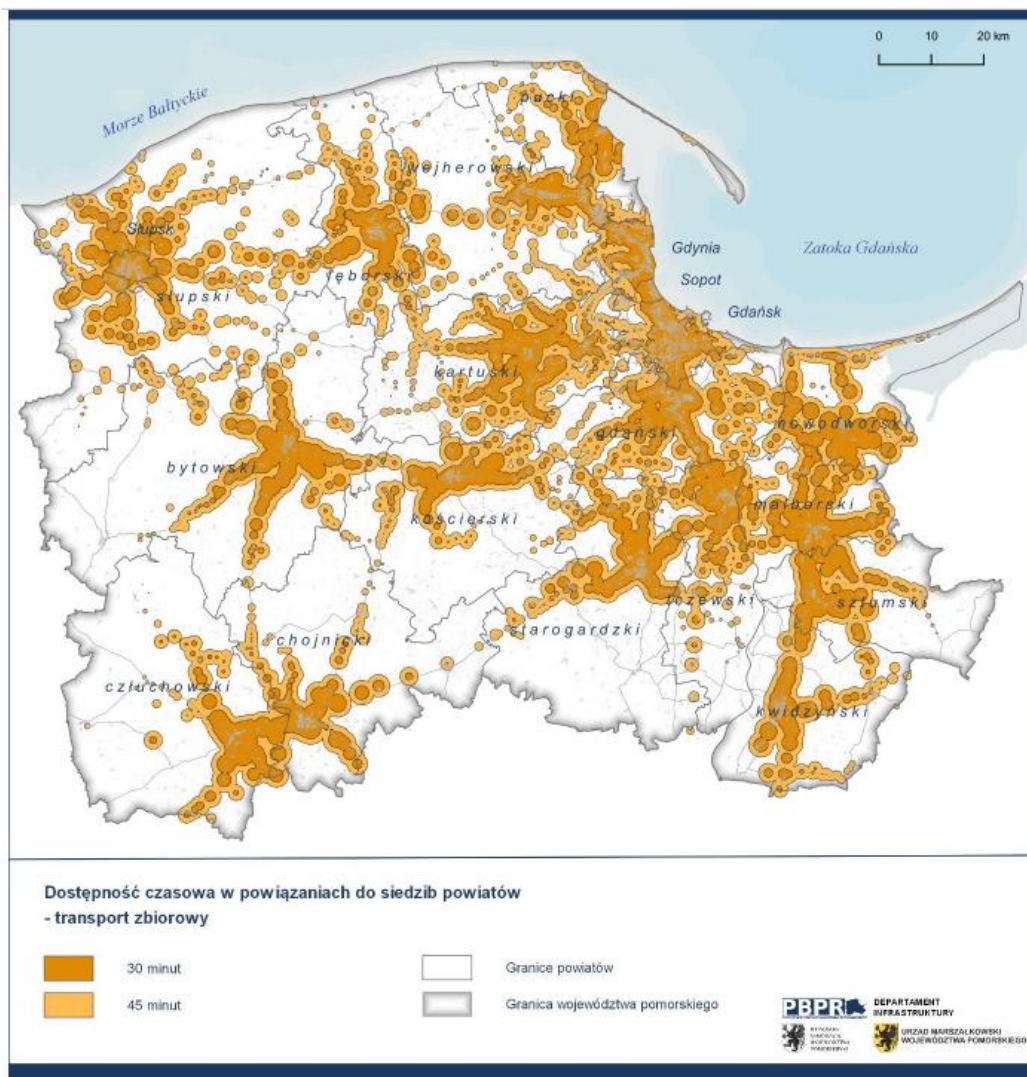 0 10 20 km
Morze Bałtyckie
pucki
wejherowski
Słupsk
Gdynia
Zatoka Gdańska
słupski
lęborski
Sopot
Gdańsk
kartuski
gdański
nowodworski
bytowski
malborski
kościerski
tczewski
sztumski
starogardzki
chojnicki
człuchowski
kwidzyński
Dostępność czasowa w powiązaniach do siedzib powiatów
- transport zbiorowy
30 minut
Granice powiatów
45 minut
Granica województwa pomorskiego
PBPR
DEPARTAMENT
INFRASTRUKTURY
URZĄD MARSZAŁKOWSKI
WOJEWÓDZTWA POMORSKIEGO